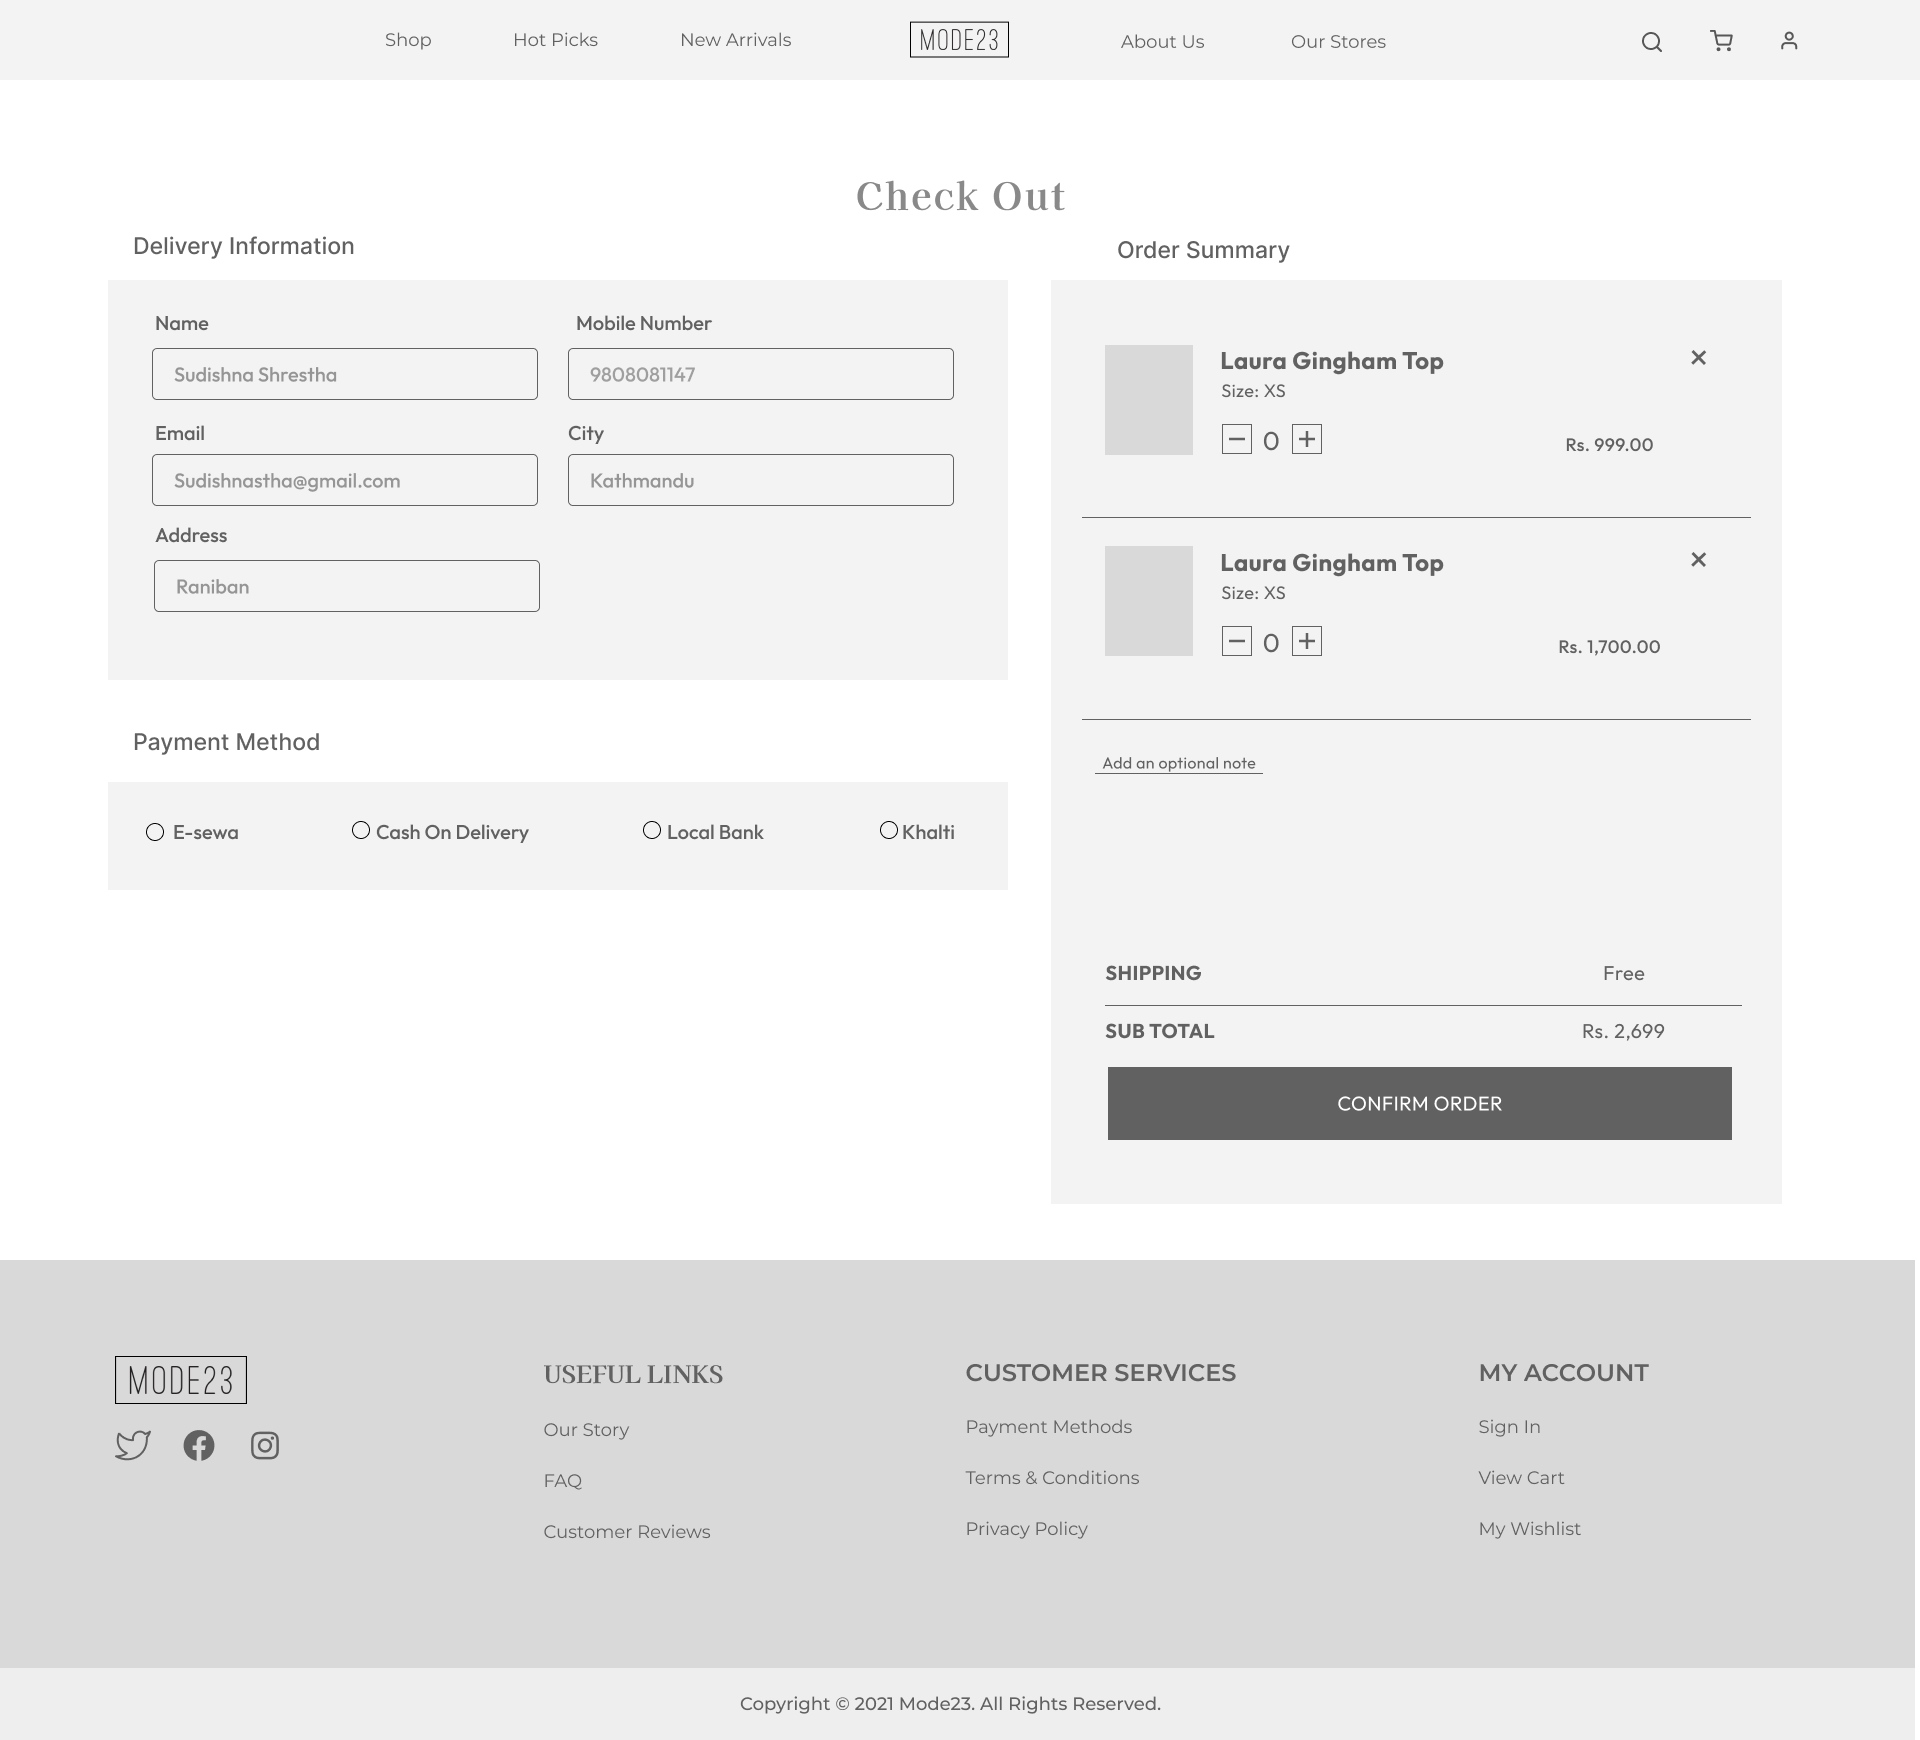 Shop
Hot Picks
New Arrivals
MODE23
About Us
Our Stores
Check Out
Delivery Information
Name
Mobile Number
Sudishna Shrestha
9808081147
Email
City
Sudishnastha@gmail.com
Kathmandu
Address
Raniban
Payment Method
E-sewa
Cash On Delivery
Local Bank
Khalti
Order Summary
Laura Gingham Top
Size: XS
0
Rs. 999.00
Laura Gingham Top
Size: XS
0
Rs. 1,700.00
Add an optional note
SHIPPING
Free
SUB TOTAL
Rs. 2,699
CONFIRM ORDER
MODE23
USEFUL LINKS
Our Story
FAQ
Customer Reviews
CUSTOMER SERVICES
Payment Methods
Terms & Conditions
Privacy Policy
MY ACCOUNT
Sign In
View Cart
My Wishlist
Copyright © 2021 Mode23. All Rights Reserved.